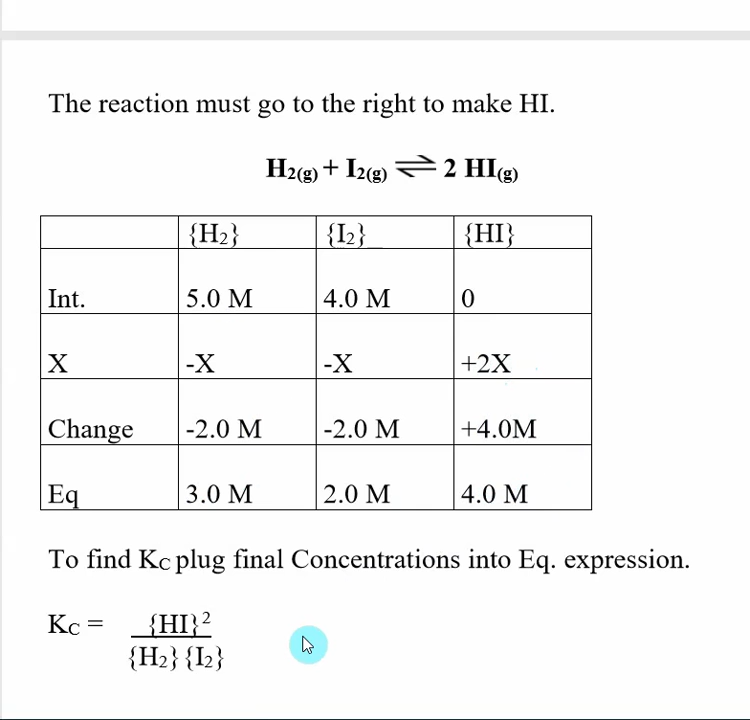 The reaction must go to the right to make HI.
H2(g) + I2(g) ⇌ 2 HI(g)
{H2} {I2} {HI}
Int. 5.0 M 4.0 M 0
X -X -X +2X
Change -2.0 M -2.0 M +4.0M
Eq 3.0 M 2.0 M 4.0 M
To find KC plug final Concentrations into Eq. expression.
KC = {HI}2
{H2} {I2}